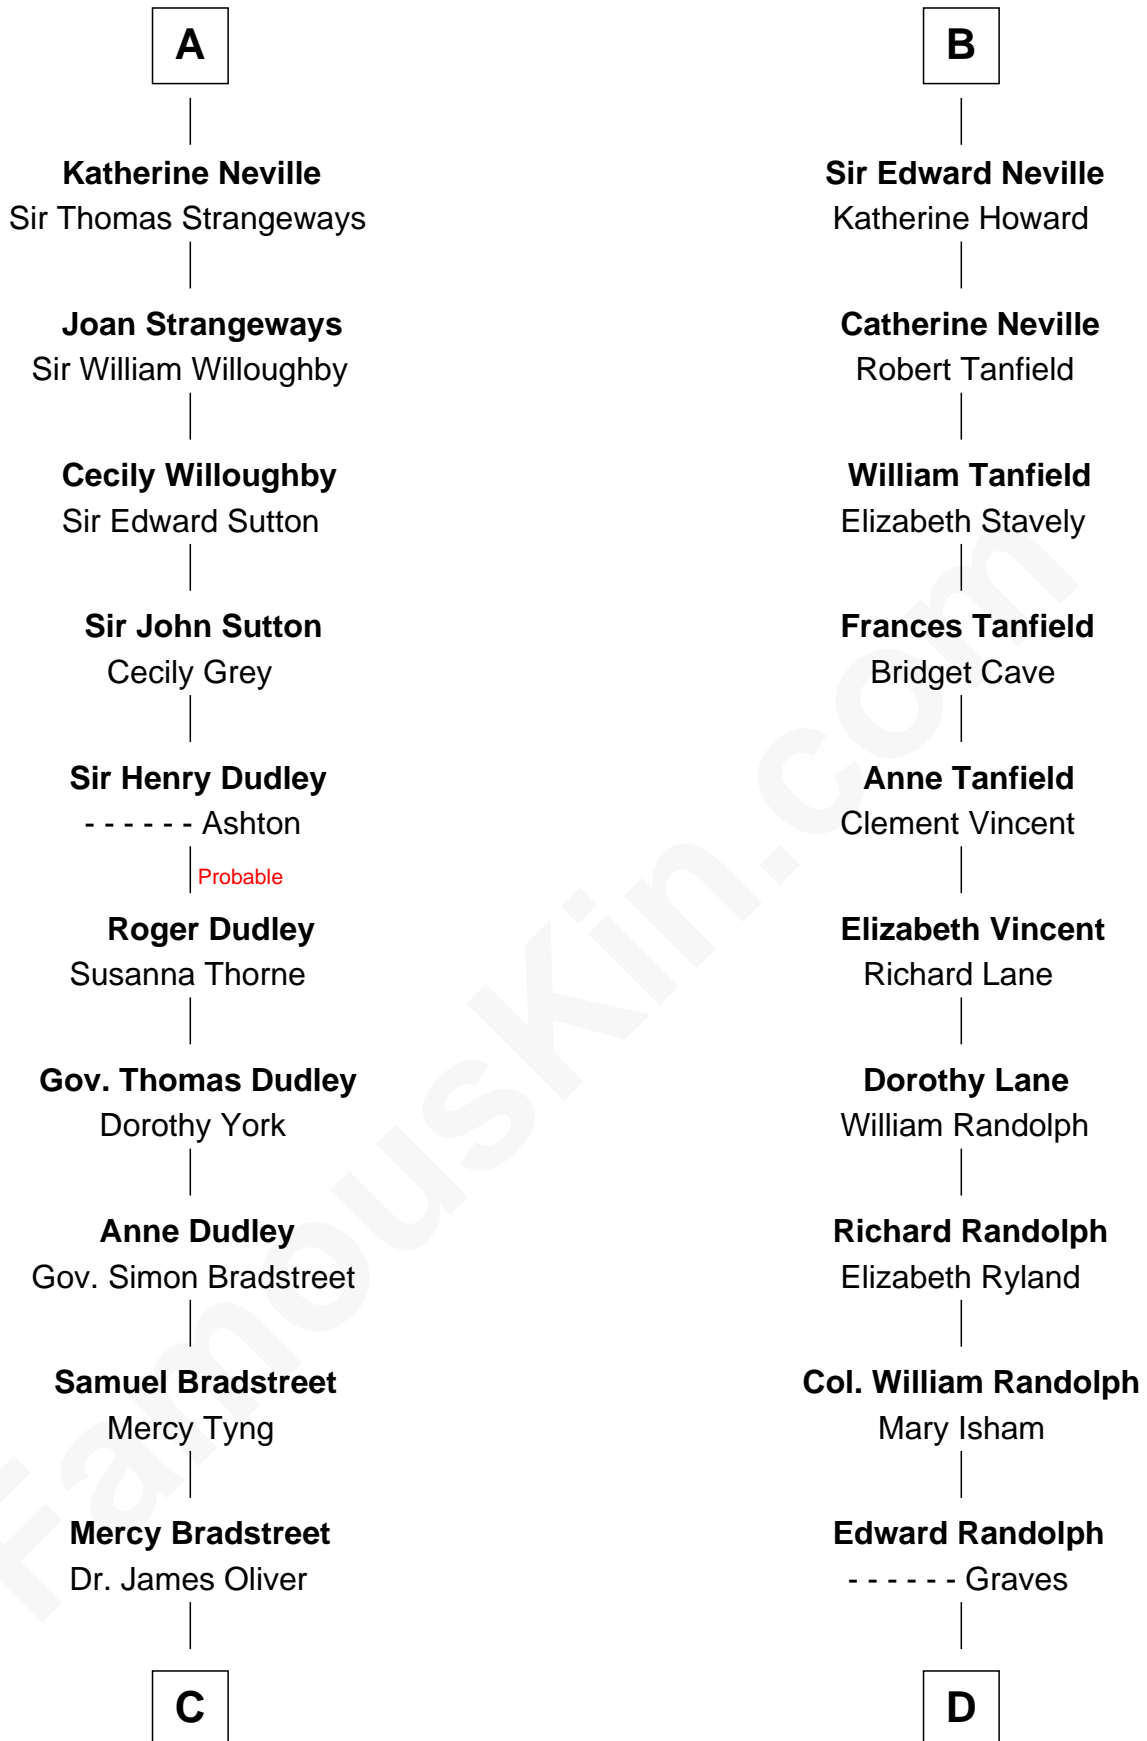 A
Katherine Neville
Sir Thomas Strangeways
Joan Strangeways
Sir William Willoughby
Cecily Willoughby
Sir Edward Sutton
Sir John Sutton
Cecily Grey
Sir Henry Dudley
- - - - - - Ashton
Probable
Roger Dudley
Susanna Thorne
Gov. Thomas Dudley
Dorothy York
Anne Dudley
Gov. Simon Bradstreet
Samuel Bradstreet
Mercy Tyng
Mercy Bradstreet
Dr. James Oliver
C
B
Sir Edward Neville
Katherine Howard
Catherine Neville
Robert Tanfield
William Tanfield
Elizabeth Stavely
Frances Tanfield
Bridget Cave
Anne Tanfield
Clement Vincent
Elizabeth Vincent
Richard Lane
Dorothy Lane
William Randolph
Richard Randolph
Elizabeth Ryland
Col. William Randolph
Mary Isham
Edward Randolph
- - - - - - Graves
D
FamousKin.com